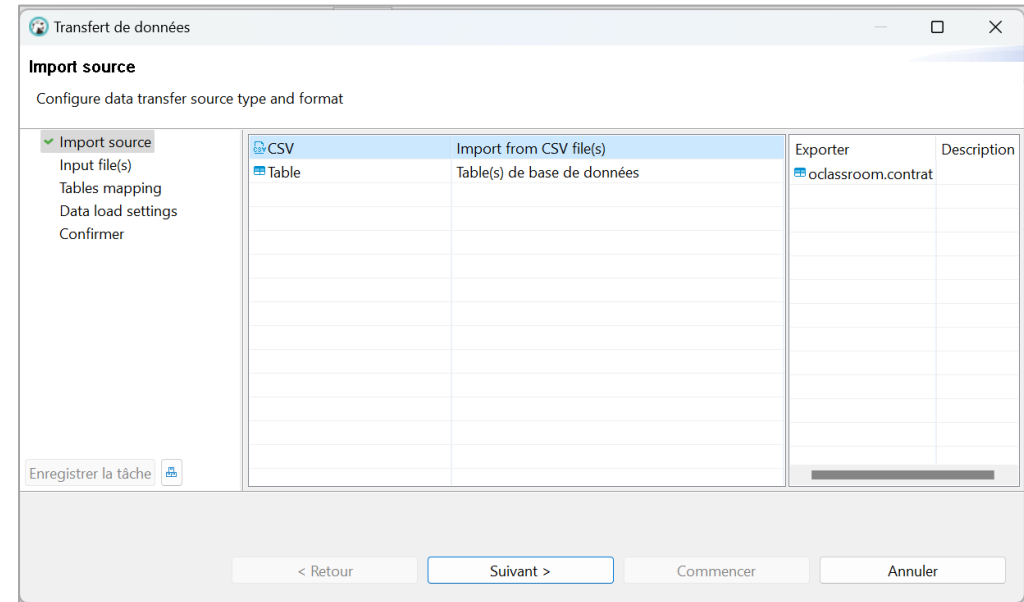 Transfert de données
Import source
Configure data transfer source type and format
Import source
Input file(s)
Tables mapping
Data load settings
Confirmer
CSV Import from CSV file(s)
Table Table(s) de base de données
Exporter Description
oclassroom.contrat
Enregistrer la tâche
< Retour Suivant > Commencer Annuler